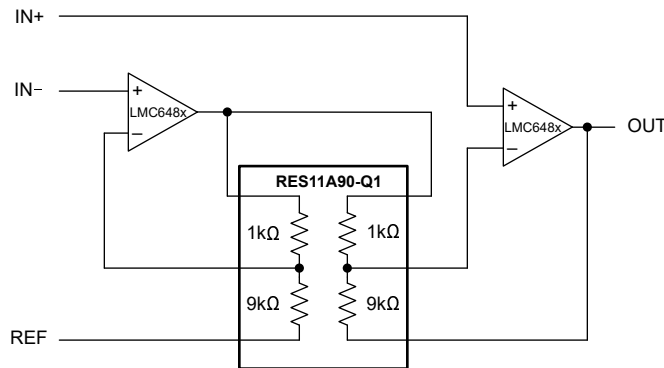 IN+
IN−
+
LMC648x
−
+
LMC648x
−
OUT
RES11A90-Q1
1kΩ
1kΩ
9kΩ
9kΩ
REF